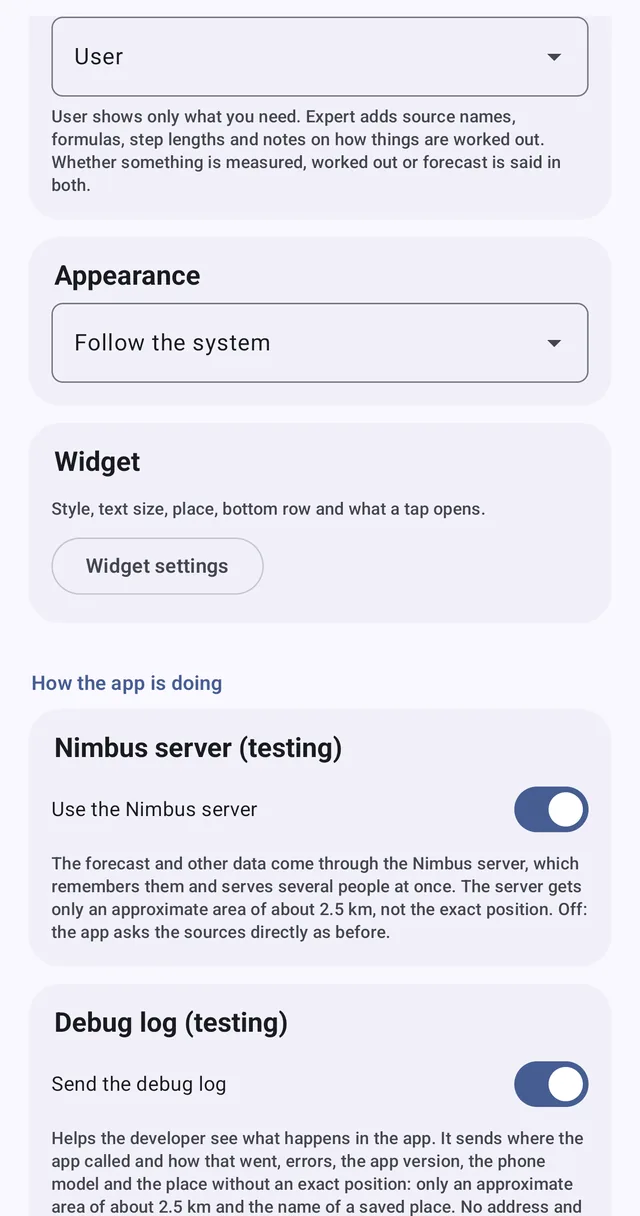 User
User shows only what you need. Expert adds source names,
formulas, step lengths and notes on how things are worked out.
Whether something is measured, worked out or forecast is said in
both.
Appearance
Follow the system
Widget
Style, text size, place, bottom row and what a tap opens.
Widget settings
How the app is doing
Nimbus server (testing)
Use the Nimbus server
The forecast and other data come through the Nimbus server, which
remembers them and serves several people at once. The server gets
only an approximate area of about 2.5 km, not the exact position. Off:
the app asks the sources directly as before.
Debug log (testing)
Send the debug log
Helps the developer see what happens in the app. It sends where the
app called and how that went, errors, the app version, the phone
model and the place without an exact position: only an approximate
area of about 2.5 km and the name of a saved place. No address and